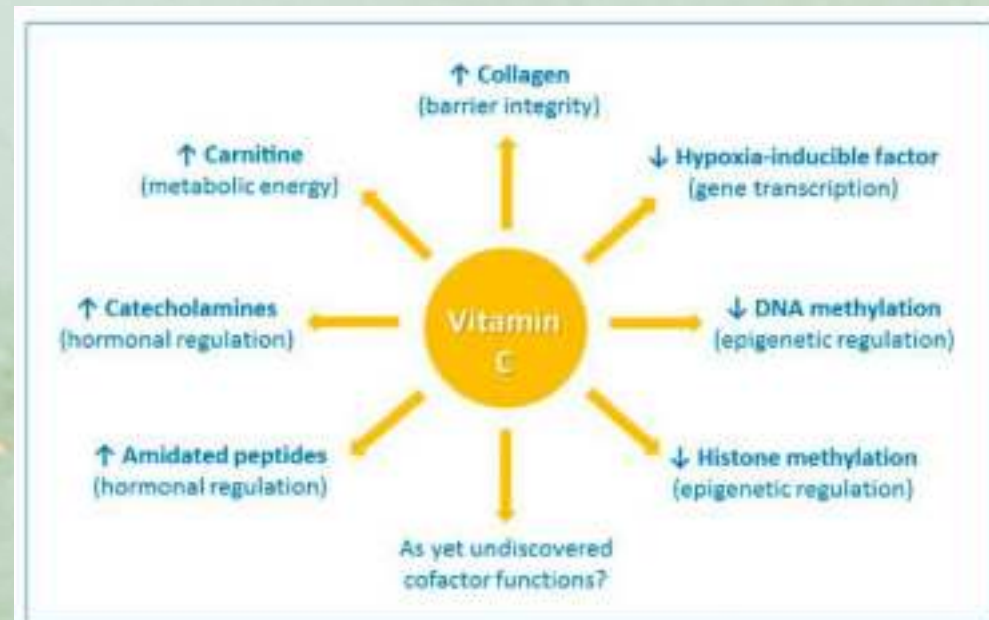 ↑ Collagen
(barrier integrity)
↑ Carnitine
(metabolic energy)
↓ Hypoxia-inducible factor
(gene transcription)
↑ Catecholamines
(hormonal regulation)
Vitamin
C
↓ DNA methylation
(epigenetic regulation)
↑ Amidated peptides
(hormonal regulation)
↓ Histone methylation
(epigenetic regulation)
As yet undiscovered
cofactor functions?